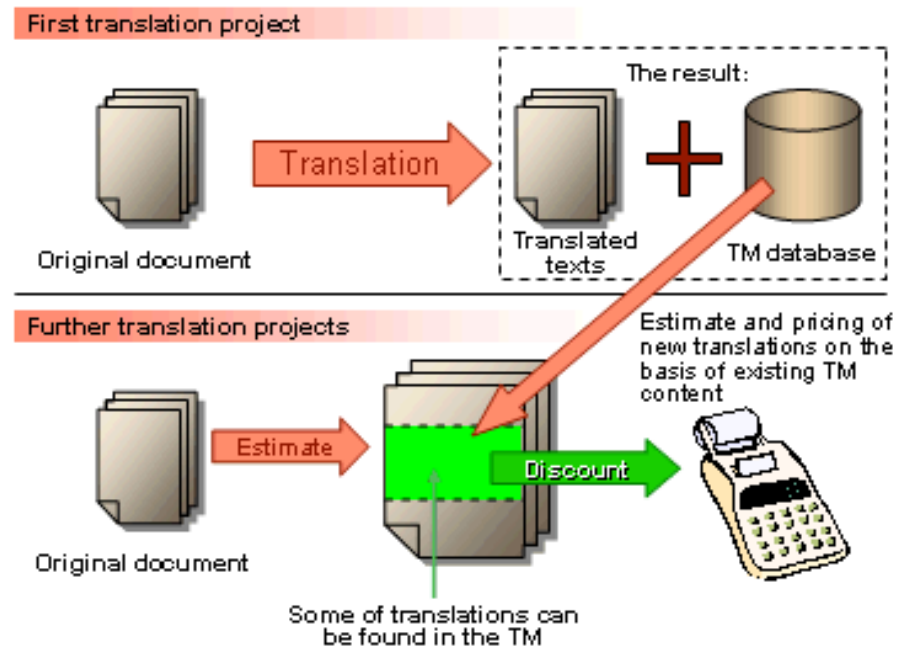 First translation project
The result:
Translation
Original document
Translated
texts
TM database
Further translation projects
Estimate and pricing of
new translations on the
basis of existing TM
content
Estimate
Discount
Original document
Some of translations can
be found in the TM